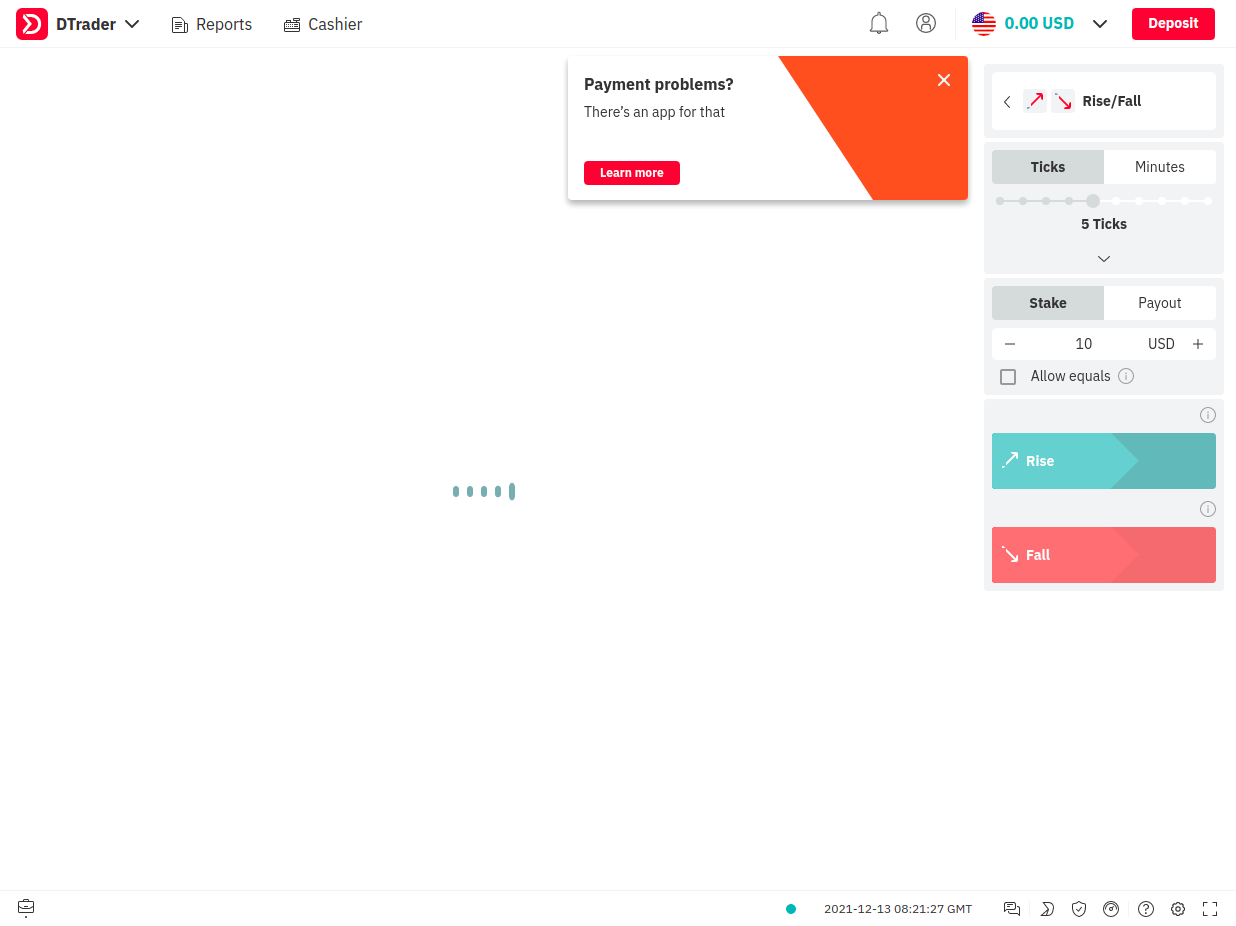 DTrader
Reports
Cashier
0.00 USD
Deposit
Payment problems?
There's an app for that
Learn more
Rise/Fall
Ticks
Minutes
5 Ticks
Stake
Payout
10
USD
Allow equals
Rise
Fall
2021-12-13 08:21:27 GMT